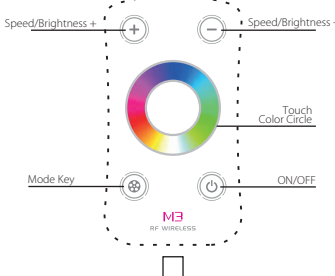 Speed/Brightness +
Speed/Brightness -
Touch
Color Circle
Mode Key
ON/OFF
M3
RF WIRELESS